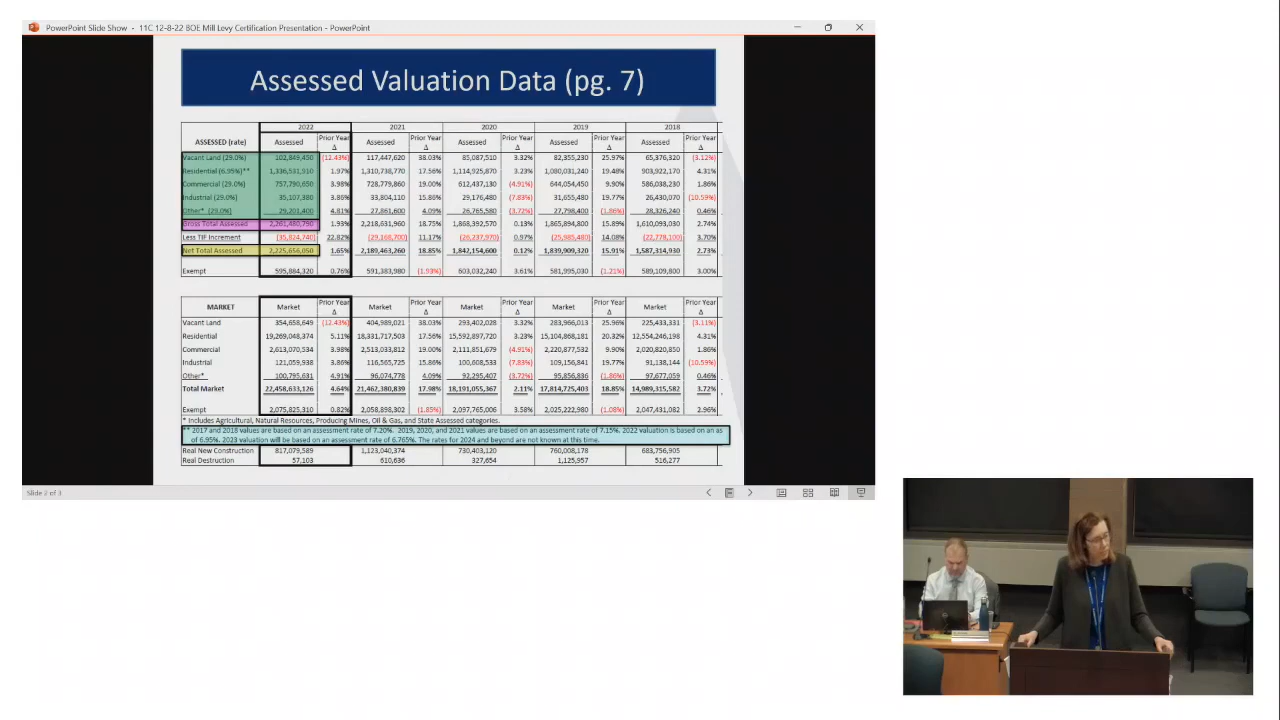 PowerPoint Slide Show - 11C 12-8-22 BOE Mill Levy Certification Presentation - PowerPoint
Assessed Valuation Data (pg. 7)
2022 2021 2020 2019 2018
ASSESSED (rate) Assessed Prior Year Δ Assessed Prior Year Δ Assessed Prior Year Δ Assessed Prior Year Δ Assessed Prior Year Δ
Vacant Land (29.0%) 102,849,450 (12.43%) 117,447,620 38.03% 85,087,510 3.32% 82,355,230 25.97% 65,376,320 (3.12%)
Residential (6.95%)** 1,336,531,910 1.97% 1,310,738,770 17.56% 1,114,925,870 3.23% 1,080,031,240 19.48% 903,922,170 4.31%
Commercial (29.0%) 757,790,650 3.98% 728,779,860 19.00% 612,437,130 (4.91%) 644,054,450 9.90% 586,038,230 1.86%
Industrial (29.0%) 35,107,380 3.86% 33,804,110 15.86% 29,176,480 (7.83%) 31,655,480 19.77% 26,430,070 (10.59%)
Other* (29.0%) 29,201,400 4.81% 27,861,600 4.09% 26,765,580 (3.72%) 27,798,400 (1.86%) 28,326,240 0.46%
Gross Total Assessed 2,261,480,790 1.93% 2,218,631,960 18.75% 1,868,392,570 0.13% 1,865,894,800 15.89% 1,610,093,030 2.74%
Less TIF Increment (35,824,740) 22.82% (29,168,700) 11.17% (26,237,970) 0.97% (25,985,480) 14.08% (22,778,100) 3.70%
Net Total Assessed 2,225,656,050 1.65% 2,189,463,260 18.85% 1,842,154,600 0.12% 1,839,909,320 15.91% 1,587,314,930 2.73%
Exempt 595,884,320 0.76% 591,383,980 (1.93%) 603,032,240 3.61% 581,995,030 (1.21%) 589,109,800 3.00%
MARKET Market Prior Year Δ Market Prior Year Δ Market Prior Year Δ Market Prior Year Δ Market Prior Year Δ
Vacant Land 354,658,649 (12.43%) 404,989,021 38.03% 293,402,028 3.32% 283,966,013 25.96% 225,433,331 (3.11%)
Residential 19,269,048,374 5.11% 18,331,717,503 17.56% 15,592,897,720 3.23% 15,104,868,181 20.32% 12,554,246,198 4.31%
Commercial 2,613,070,534 3.98% 2,513,033,812 19.00% 2,111,851,679 (4.91%) 2,220,877,532 9.90% 2,020,820,850 1.86%
Industrial 121,059,938 3.86% 116,565,725 15.86% 100,608,533 (7.83%) 109,156,841 19.77% 91,138,144 (10.59%)
Other* 100,795,631 4.91% 96,074,778 4.09% 92,295,407 (3.72%) 95,856,836 (1.86%) 97,677,059 0.46%
Total Market 22,458,633,126 4.64% 21,462,380,839 17.98% 18,191,055,367 2.11% 17,814,725,403 18.85% 14,989,315,582 3.72%
Exempt 2,075,825,310 0.82% 2,058,898,302 (1.85%) 2,097,765,006 3.58% 2,025,222,980 (1.08%) 2,047,431,082 2.96%
* Includes Agricultural, Natural Resources, Producing Mines, Oil & Gas, and State Assessed categories.
** 2017 and 2018 values are based on an assessment rate of 7.20%. 2019, 2020, and 2021 values are based on an assessment rate of 7.15%. 2022 valuation is based on an as
of 6.95%. 2023 valuation will be based on an assessment rate of 6.765%. The rates for 2024 and beyond are not known at this time.
Real New Construction 817,079,589 1,123,040,374 730,403,120 760,008,178 683,756,905
Real Destruction 57,103 610,636 327,654 1,125,957 516,277
Slide 2 of 3